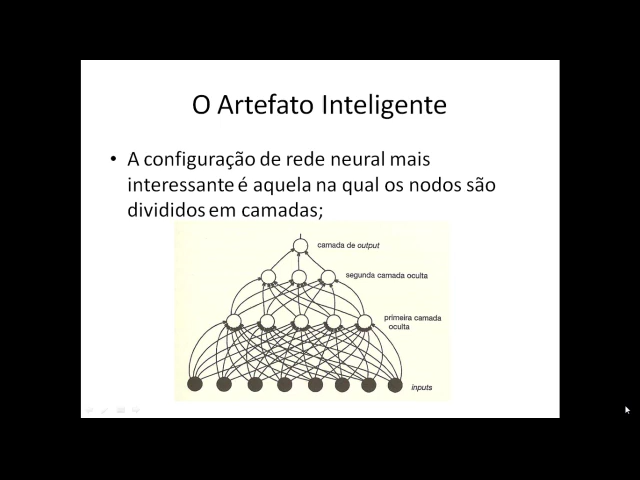 O Artefato Inteligente
• A configuração de rede neural mais
interessante é aquela na qual os nodos são
divididos em camadas;
camada de output
segunda camada oculta
primeira camada
oculta
inputs